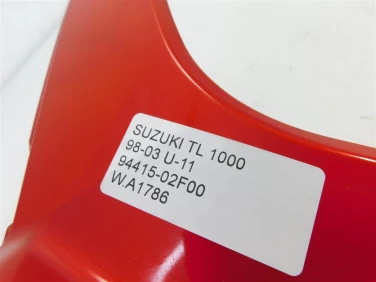 SUZUKI TL 1000
98-03 U-11
94415-02F00
W.A1786